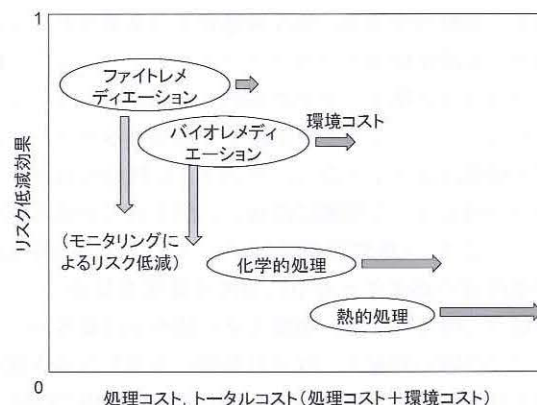 1
ファイトレメ
ディエーション
バイオレメディ
エーション
環境コスト
リスク低減効果
(モニタリングに
よるリスク低減)
化学的処理
熱的処理
0
処理コスト,トータルコスト(処理コスト+環境コスト)